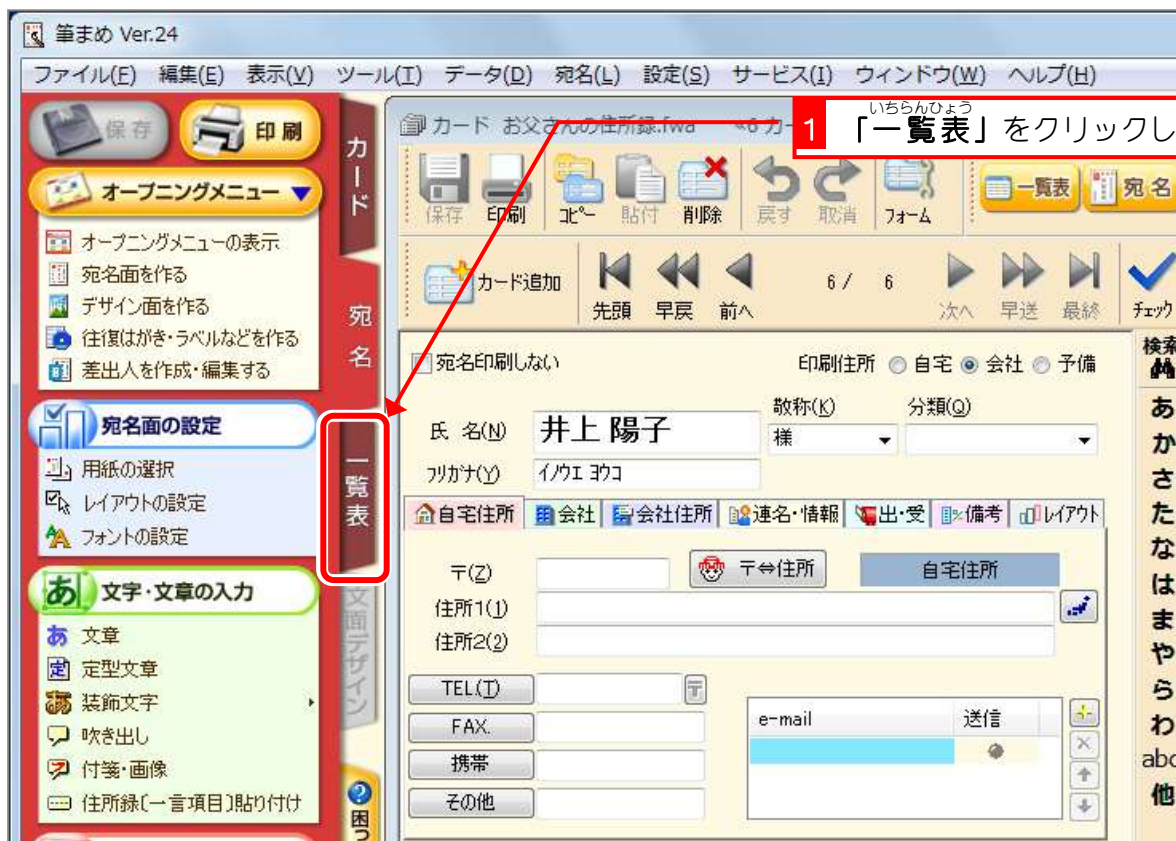 筆まめ Ver.24
ファイル(F) 編集(E) 表示(V) ツール(T) データ(D) 宛名(L) 設定(S) サービス(I) ウィンドウ(W) ヘルプ(H)
保存 印刷
オープニングメニュー
オープニングメニューの表示
宛名面を作る
デザイン面を作る
往復はがき・ラベルなどを作る
差出人を作成・編集する
宛名面の設定
用紙の選択
レイアウトの設定
フォントの設定
あ 文字・文章の入力
あ 文章
定 定型文章
装飾文字
吹き出し
付箋・画像
住所録[一言項目]貼り付け
カード
宛名
一覧表
文面デザイン
困っ
カード お父さんの住所録.fwa «6 カー
いちらんひょう
1 「一覧表」をクリックし
保存 印刷 コピー 貼付 削除 戻す 取消 フォーム 一覧表 宛名
カード追加 先頭 早戻 前へ 6 / 6 次へ 早送 最終 チェック
宛名印刷しない 印刷住所 自宅 会社 予備
敬称(K) 分類(Q)
氏 名(N) 井上 陽子 様
フリガナ(Y) イノウエ ヨウコ
自宅住所 会社 会社住所 連名・情報 出・受 備考 レイアウト
〒(Z) 〒⇔住所 自宅住所
住所1(1)
住所2(2)
TEL(T) 〒
FAX. e-mail 送信
携帯
その他
検索
あ
か
さ
た
な
は
ま
や
ら
わ
abc
他